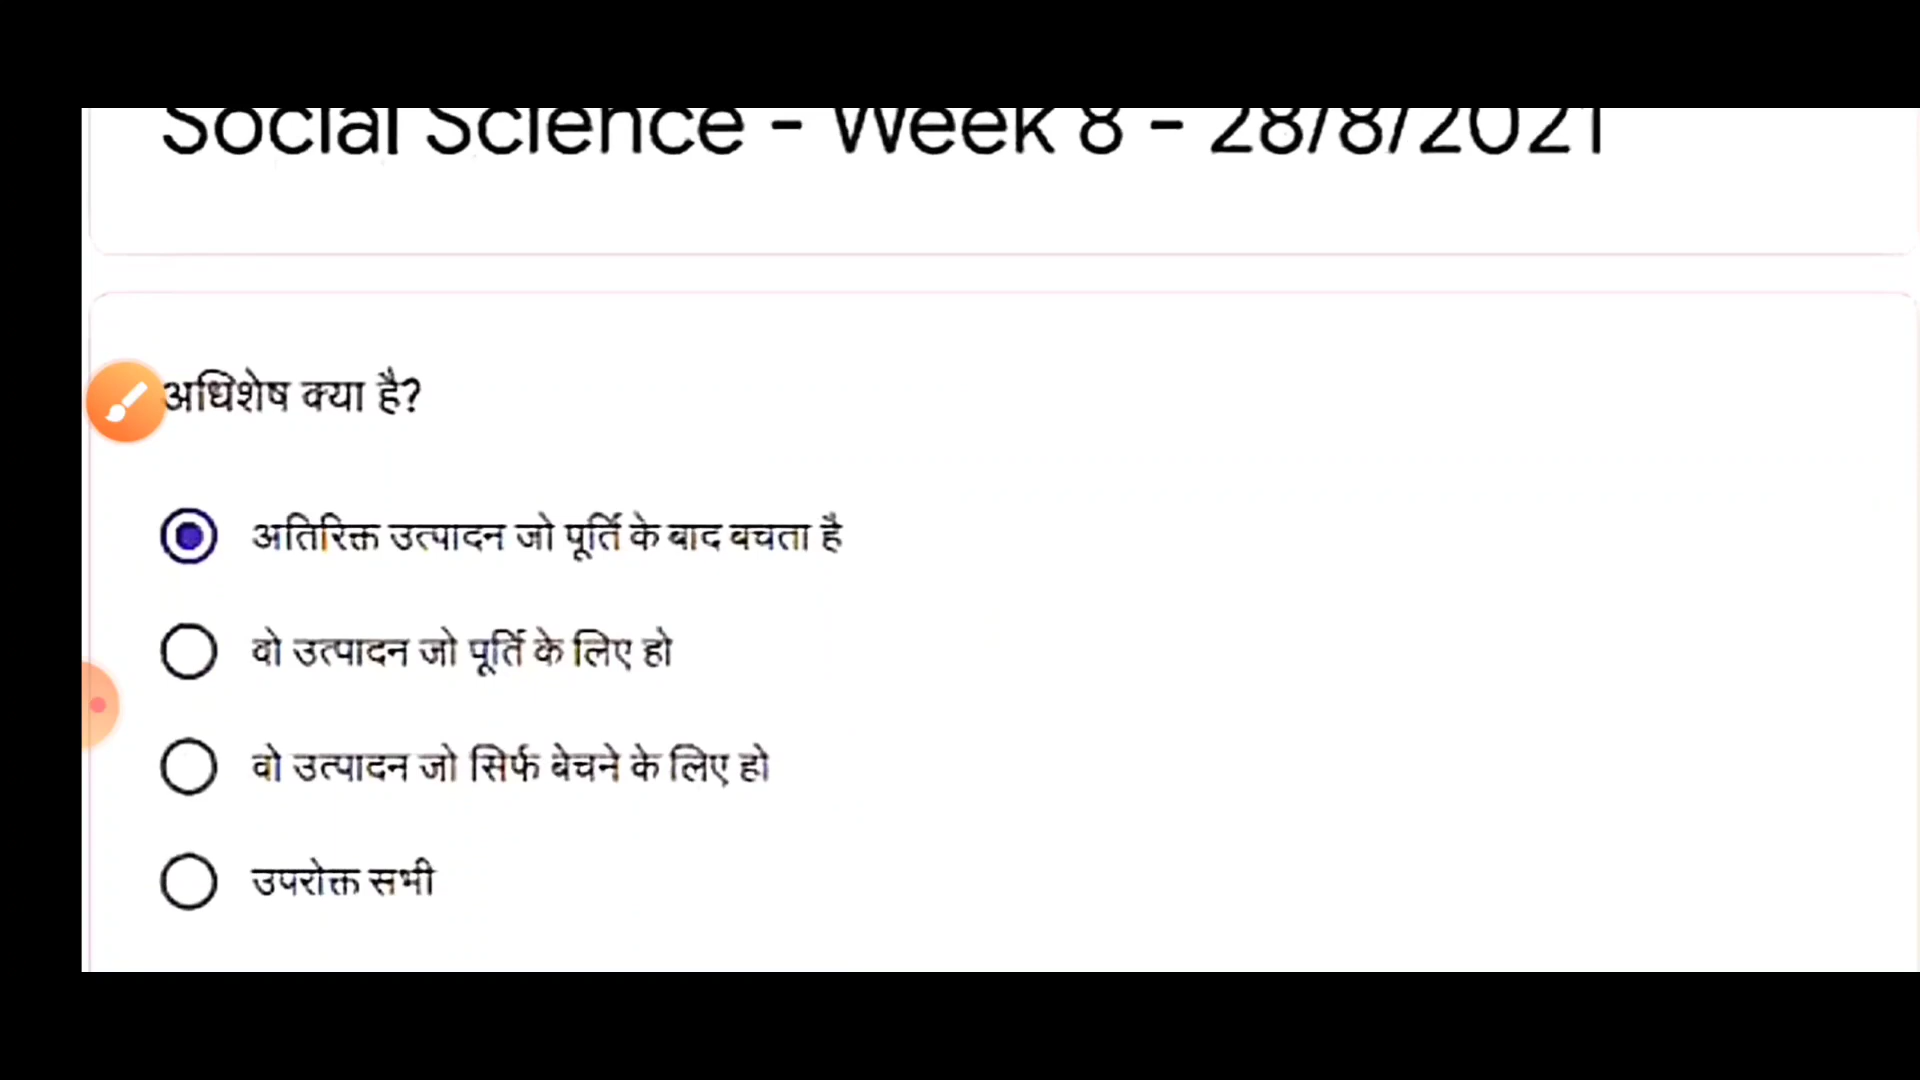 Social Science - Week 8 - 28/8/2021
अधिशेष क्या है?
अतिरिक्त उत्पादन जो पूर्ति के बाद बचता है
वो उत्पादन जो पूर्ति के लिए हो
वो उत्पादन जो सिर्फ बेचने के लिए हो
उपरोक्त सभी